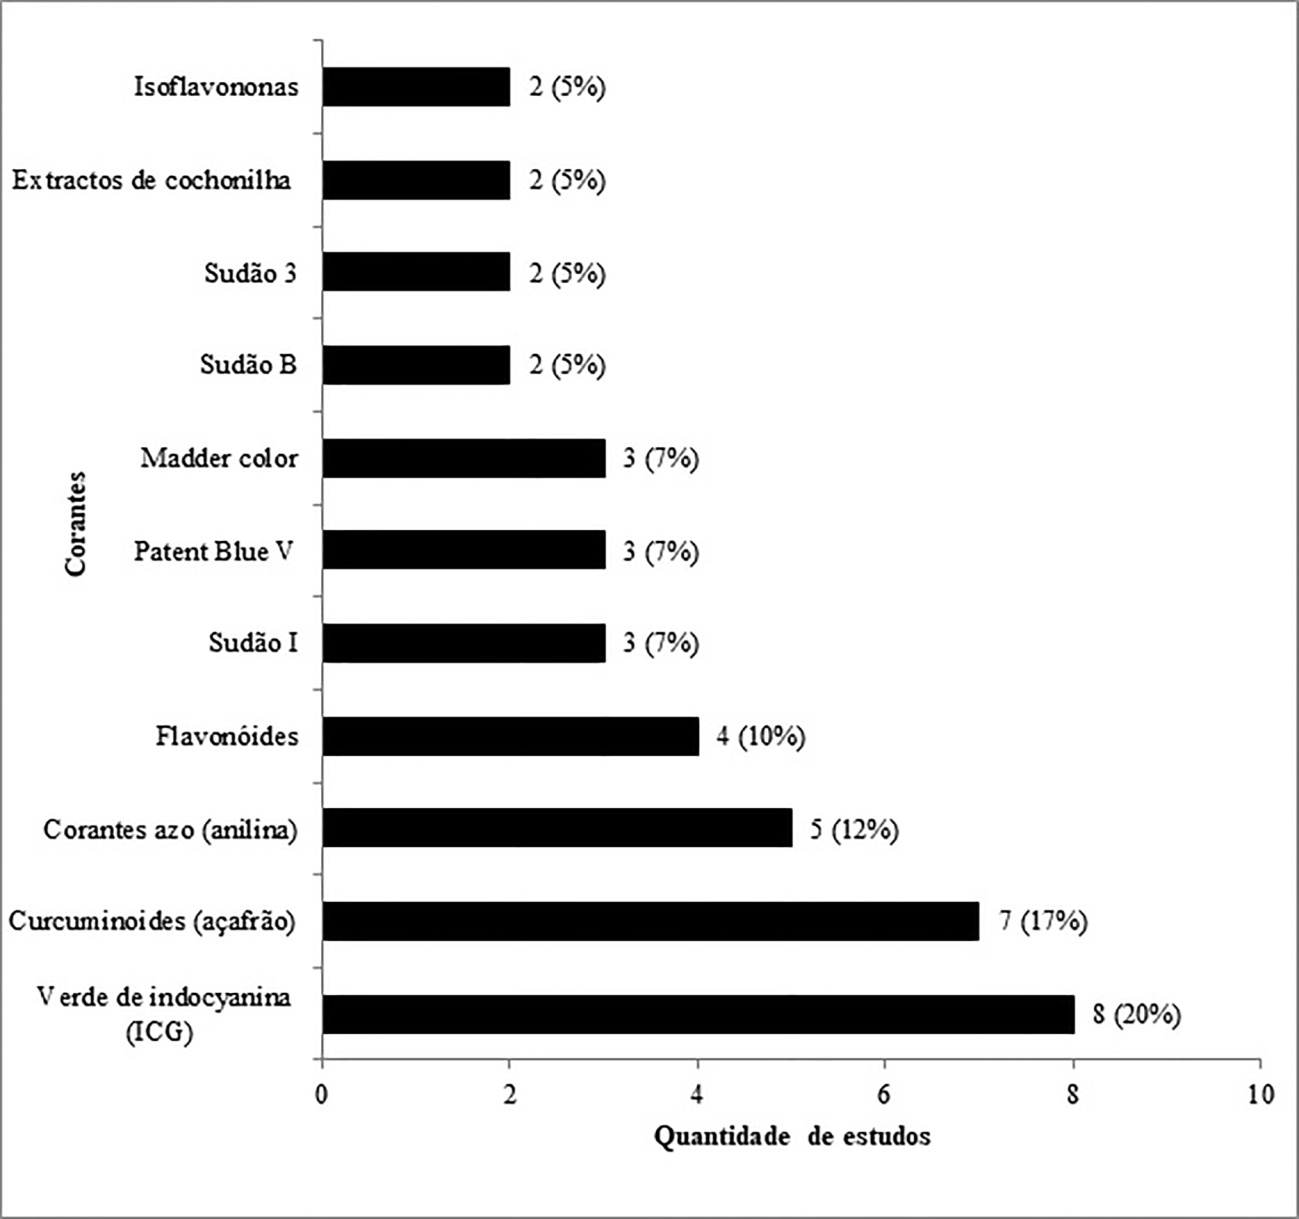 Isoflavononas 2 (5%)
Extractos de cochonilha 2 (5%)
Sudão 3 2 (5%)
Sudão B 2 (5%)
Madder color 3 (7%)
Patent Blue V 3 (7%)
Sudão I 3 (7%)
Flavonóides 4 (10%)
Corantes azo (anilina) 5 (12%)
Curcuminoides (açafrão) 7 (17%)
Verde de indocyanina
(ICG) 8 (20%)
Corantes
0 2 4 6 8 10
Quantidade de estudos